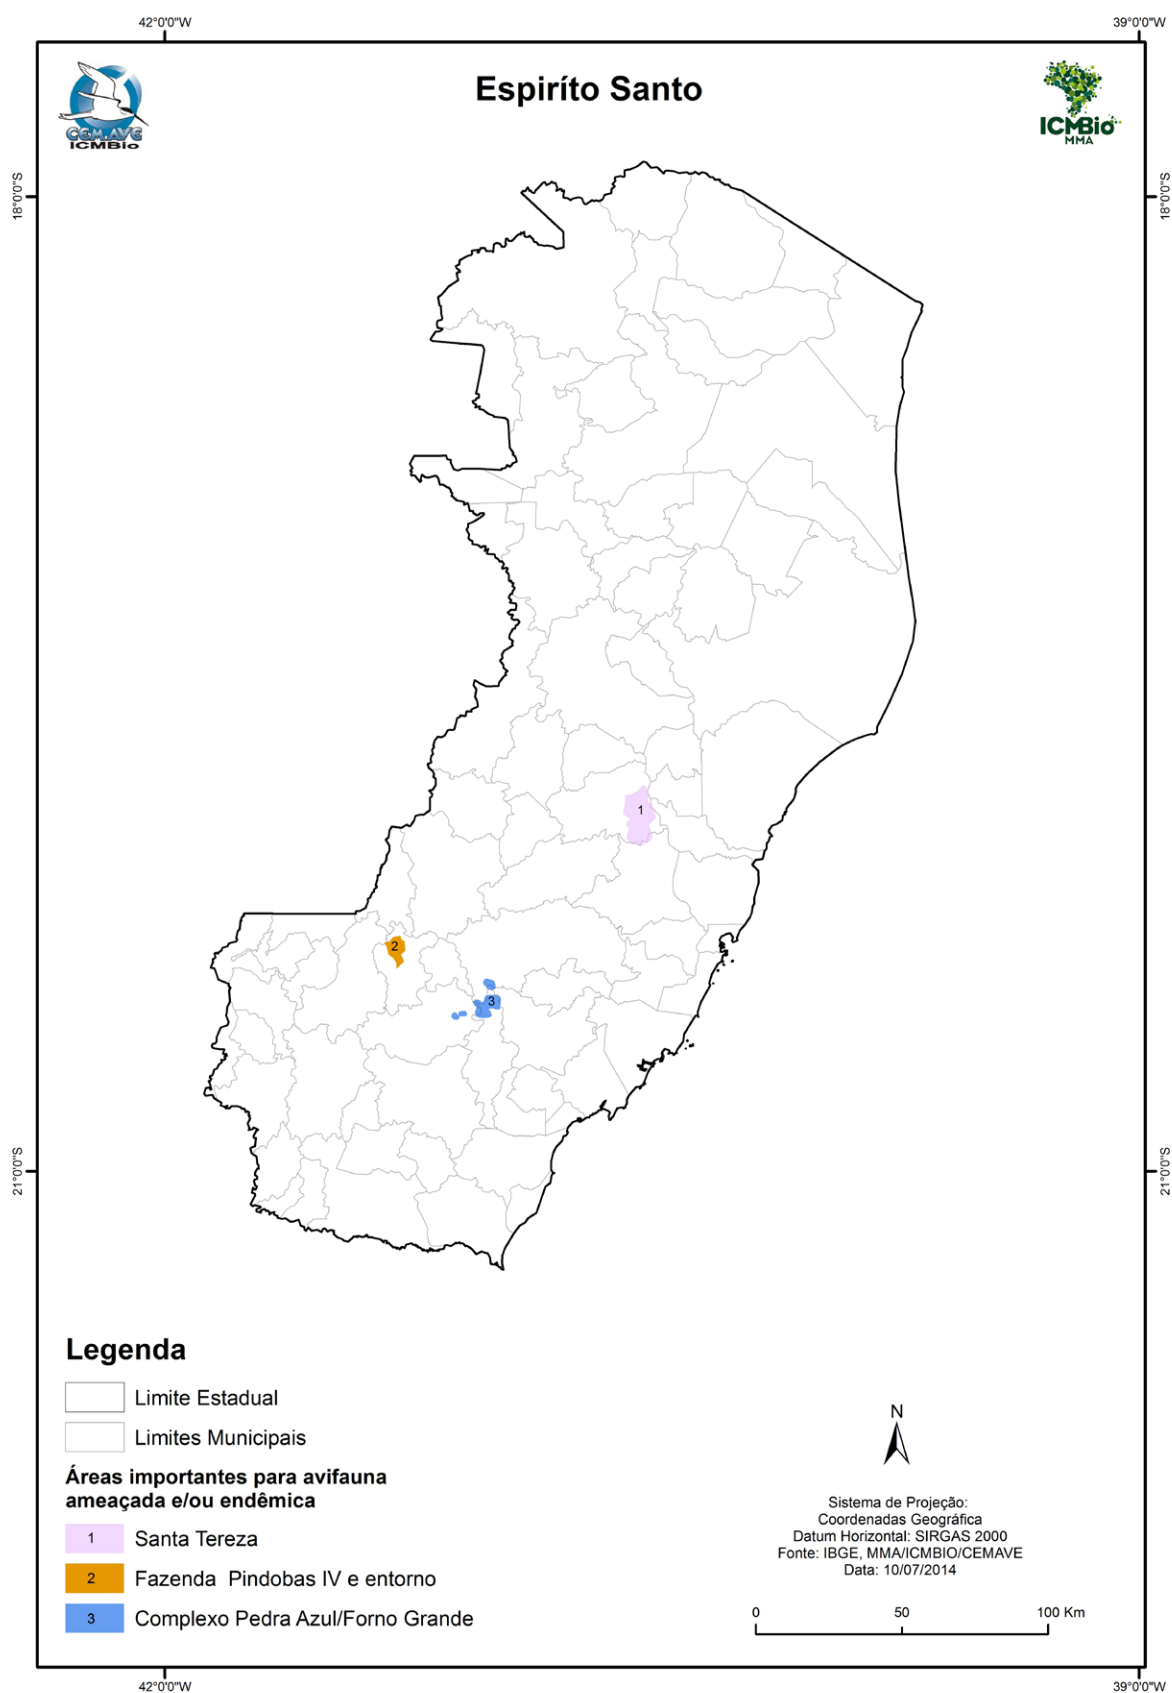 42°0'0"W
39°0'0"W
CEMAVE
ICMBio
Espiríto Santo
ICMBio
MMA
18°0'0"S
18°0'0"S
1
2
3
21°0'0"S
21°0'0"S
Legenda
Limite Estadual
Limites Municipais
Áreas importantes para avifauna
ameaçada e/ou endêmica
1 Santa Tereza
2 Fazenda Pindobas IV e entorno
3 Complexo Pedra Azul/Forno Grande
N
Sistema de Projeção:
Coordenadas Geográfica
Datum Horizontal: SIRGAS 2000
Fonte: IBGE, MMA/ICMBIO/CEMAVE
Data: 10/07/2014
0 50 100 Km
42°0'0"W
39°0'0"W